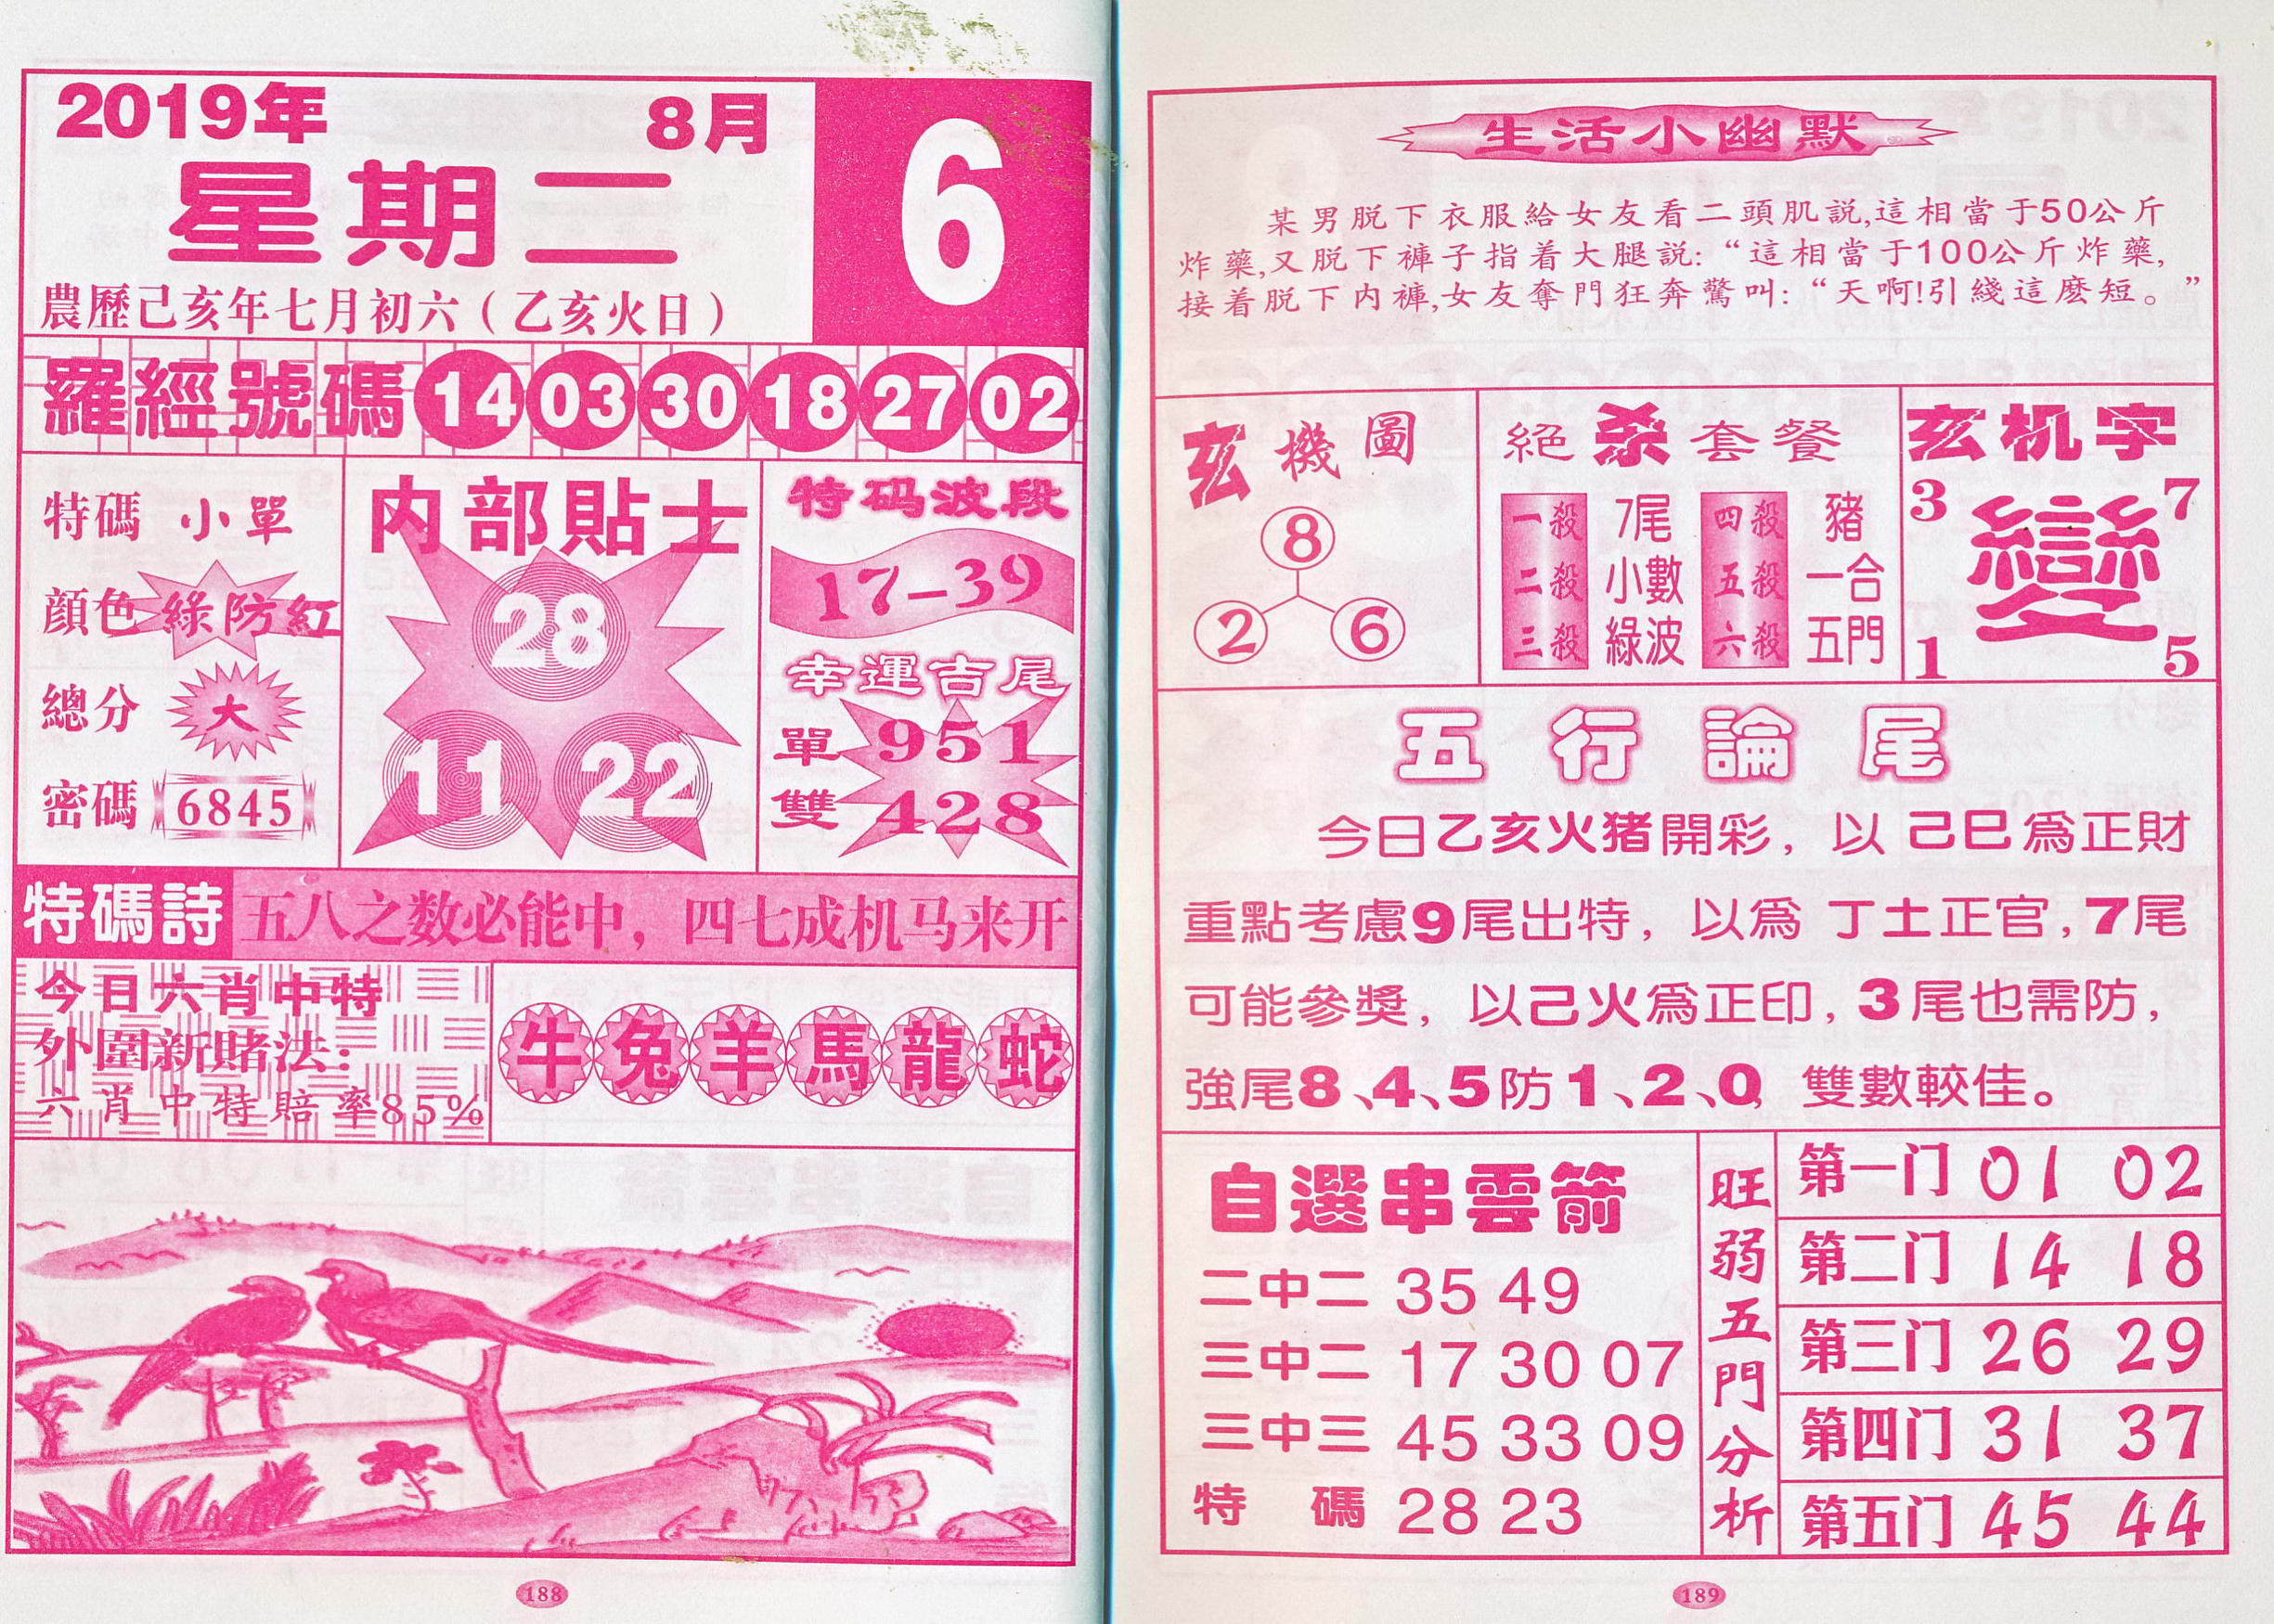 2019年 8月 6
星期二
農歷己亥年七月初六（乙亥火日）
羅經號碼 14 03 30 18 27 02
特碼 小單
顔色 綠防紅
總分 大
密碼 6845
内部貼士
28
11 22
特码波段
17–39
幸運吉尾
單 951
雙 428
特碼詩 五八之数必能中，四七成机马来开
今日六肖中特
外圍新賭法：
六肖中特賠率85%
牛 兔 羊 馬 龍 蛇
188
生活小幽默
某男脱下衣服給女友看二頭肌説,這相當于50公斤
炸藥,又脱下褲子指着大腿説：“這相當于100公斤炸藥,
接着脱下内褲,女友奪門狂奔驚叫：“天啊!引綫這麽短。”
玄機圖
8
2 6
絕杀套餐
一殺 7尾 四殺 豬
二殺 小數 五殺 一合
三殺 綠波 六殺 五門
玄机字
3 7
變
1 5
五行論尾
今日乙亥火猪開彩，以己巳爲正財
重點考慮9尾出特，以爲丁土正官，7尾
可能參獎，以己火爲正印，3尾也需防，
強尾8、4、5防1、2、0，雙數較佳。
自選串雲箭
二中二 35 49
三中二 17 30 07
三中三 45 33 09
特碼 28 23
旺弱五門分析
第一门 01 02
第二门 14 18
第三门 26 29
第四门 31 37
第五门 45 44
189